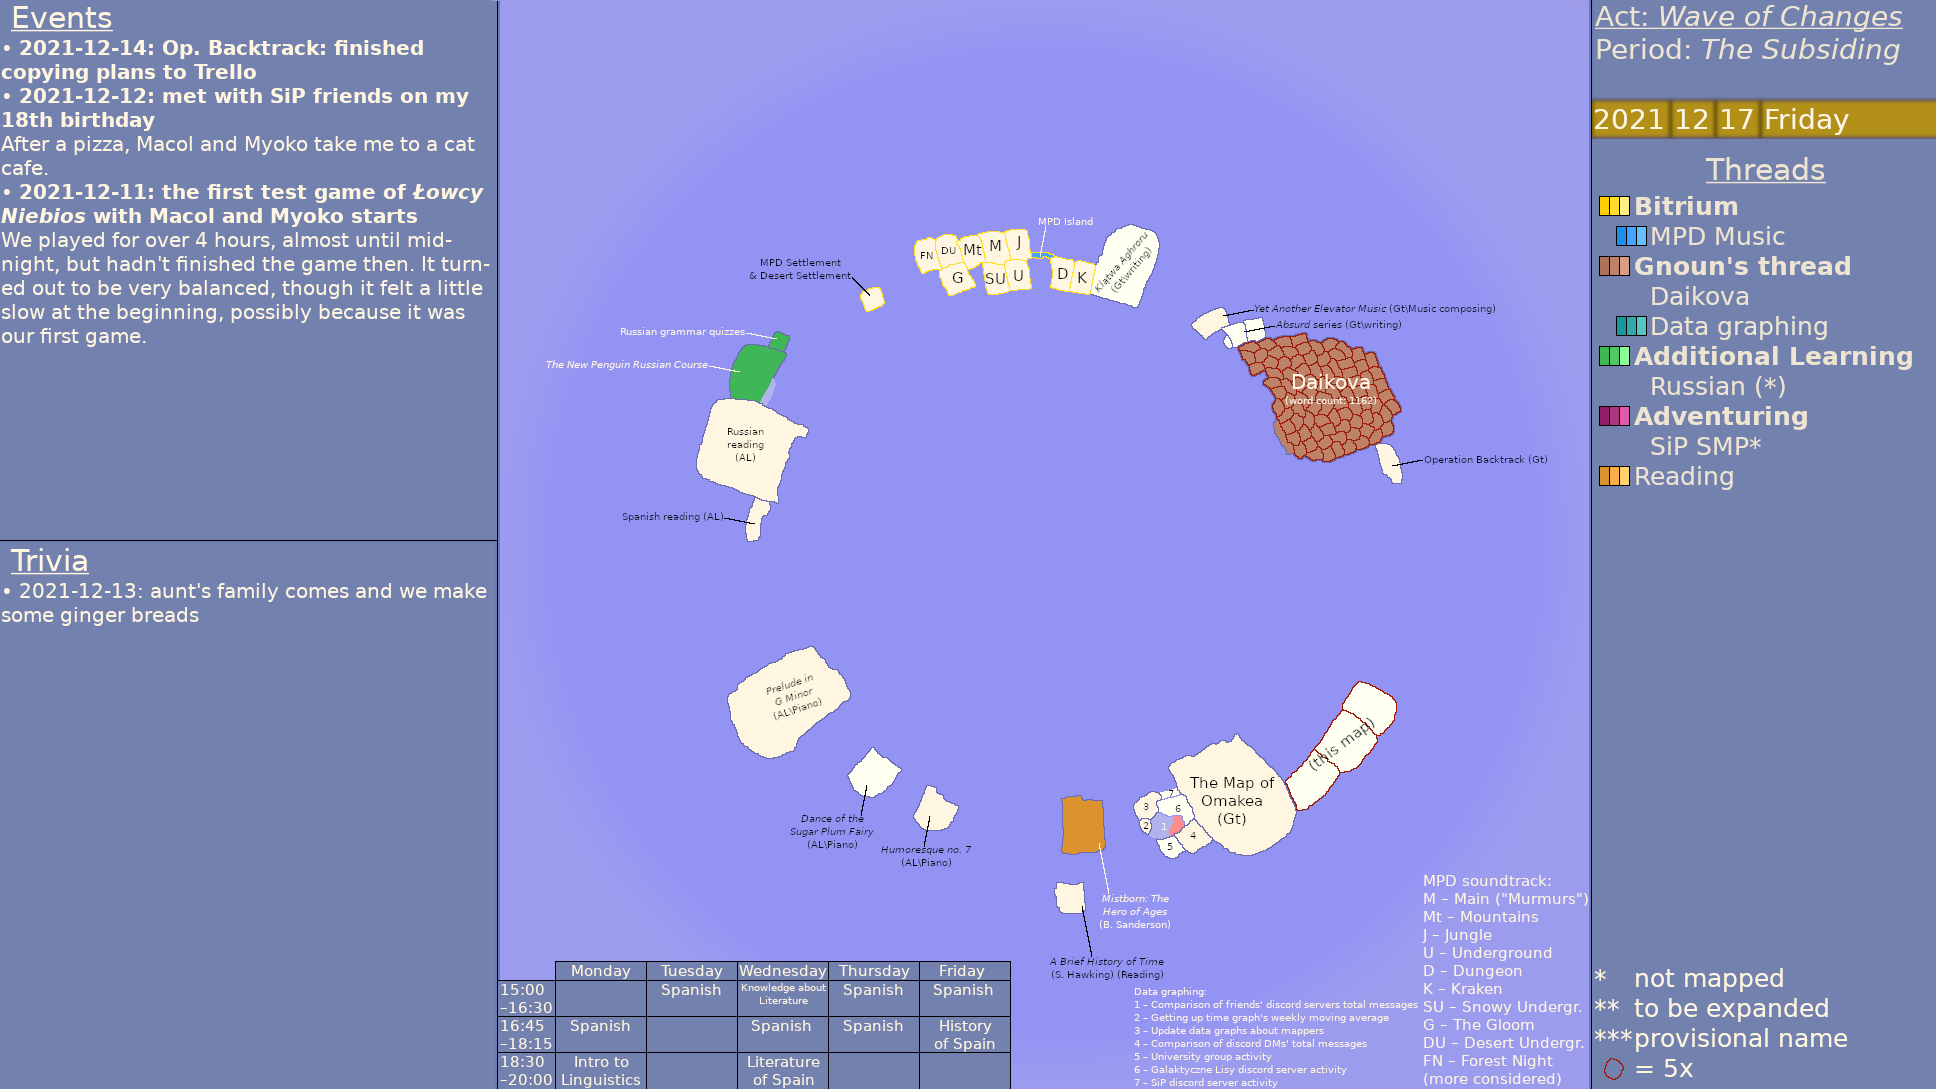 Events
• 2021-12-14: Op. Backtrack: finished
copying plans to Trello
• 2021-12-12: met with SiP friends on my
18th birthday
After a pizza, Macol and Myoko take me to a cat
cafe.
• 2021-12-11: the first test game of Łowcy
Niebios with Macol and Myoko starts
We played for over 4 hours, almost until mid-
night, but hadn't finished the game then. It turn-
ed out to be very balanced, though it felt a little
slow at the beginning, possibly because it was
our first game.
Trivia
• 2021-12-13: aunt's family comes and we make
some ginger breads
MPD Island
FN
DU
Mt
M
J
G
SU
U
D
K
Klątwa Aghroru
(Gt\writing)
MPD Settlement
& Desert Settlement
Russian grammar quizzes
The New Penguin Russian Course
Russian
reading
(AL)
Spanish reading (AL)
Yet Another Elevator Music (Gt\Music composing)
Absurd series (Gt\writing)
Daikova
(word count: 1162)
Operation Backtrack (Gt)
Prelude in
G Minor
(AL\Piano)
Dance of the
Sugar Plum Fairy
(AL\Piano)
Humoresque no. 7
(AL\Piano)
Mistborn: The
Hero of Ages
(B. Sanderson)
A Brief History of Time
(S. Hawking) (Reading)
3
7
6
2
1
4
5
The Map of
Omakea
(Gt)
(this map)
Monday Tuesday Wednesday Thursday Friday
15:00
–16:30
Spanish
Knowledge about
Literature
Spanish
Spanish
16:45
–18:15
Spanish
Spanish
Spanish
History
of Spain
18:30
–20:00
Intro to
Linguistics
Literature
of Spain
Data graphing:
1 – Comparison of friends' discord servers total messages
2 – Getting up time graph's weekly moving average
3 – Update data graphs about mappers
4 – Comparison of discord DMs' total messages
5 – University group activity
6 – Galaktyczne Lisy discord server activity
7 – SiP discord server activity
MPD soundtrack:
M – Main ("Murmurs")
Mt – Mountains
J – Jungle
U – Underground
D – Dungeon
K – Kraken
SU – Snowy Undergr.
G – The Gloom
DU – Desert Undergr.
FN – Forest Night
(more considered)
Act: Wave of Changes
Period: The Subsiding
2021 12 17 Friday
Threads
Bitrium
MPD Music
Gnoun's thread
Daikova
Data graphing
Additional Learning
Russian (*)
Adventuring
SiP SMP*
Reading
* not mapped
** to be expanded
*** provisional name
= 5x